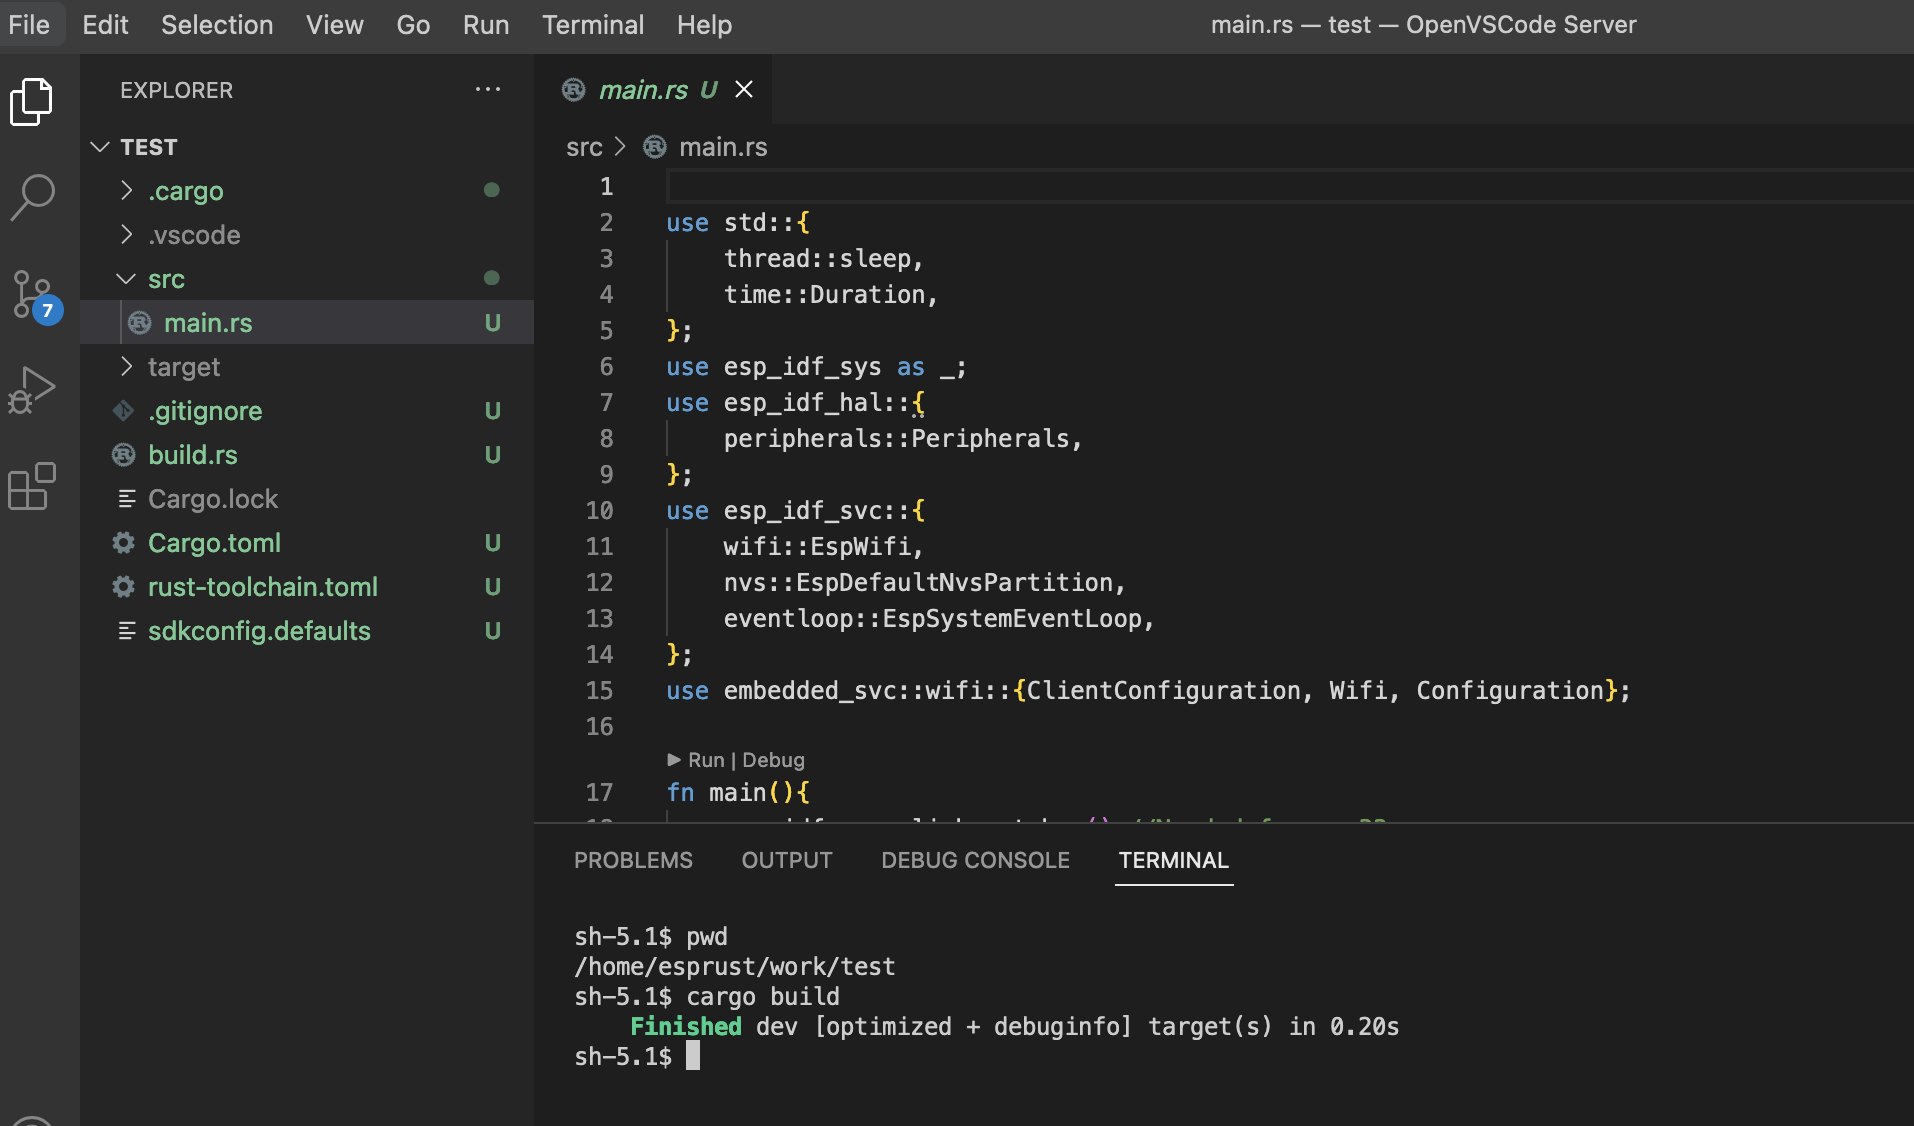 File Edit Selection View Go Run Terminal Help
main.rs — test — OpenVSCode Server
EXPLORER
···
TEST
.cargo
.vscode
src
main.rs U
target
.gitignore U
build.rs U
Cargo.lock
Cargo.toml U
rust-toolchain.toml U
sdkconfig.defaults U
7
main.rs U
src > main.rs
1
2 use std::{
3 thread::sleep,
4 time::Duration,
5 };
6 use esp_idf_sys as _;
7 use esp_idf_hal::{
8 peripherals::Peripherals,
9 };
10 use esp_idf_svc::{
11 wifi::EspWifi,
12 nvs::EspDefaultNvsPartition,
13 eventloop::EspSystemEventLoop,
14 };
15 use embedded_svc::wifi::{ClientConfiguration, Wifi, Configuration};
16
Run | Debug
17 fn main(){
PROBLEMS OUTPUT DEBUG CONSOLE TERMINAL
sh-5.1$ pwd
/home/esprust/work/test
sh-5.1$ cargo build
Finished dev [optimized + debuginfo] target(s) in 0.20s
sh-5.1$